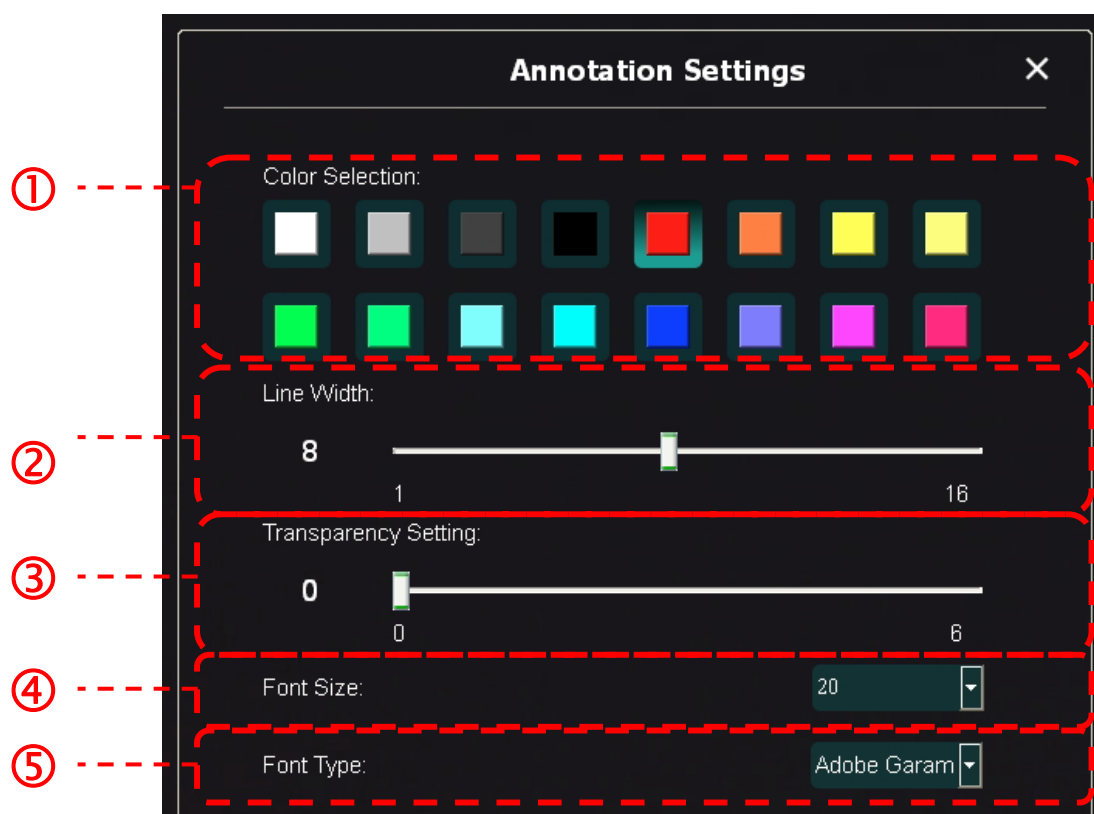 Annotation Settings ×
① Color Selection:
Line Width:
② 8
1 16
Transparency Setting:
③ 0
0 6
④ Font Size: 20
⑤ Font Type: Adobe Garam